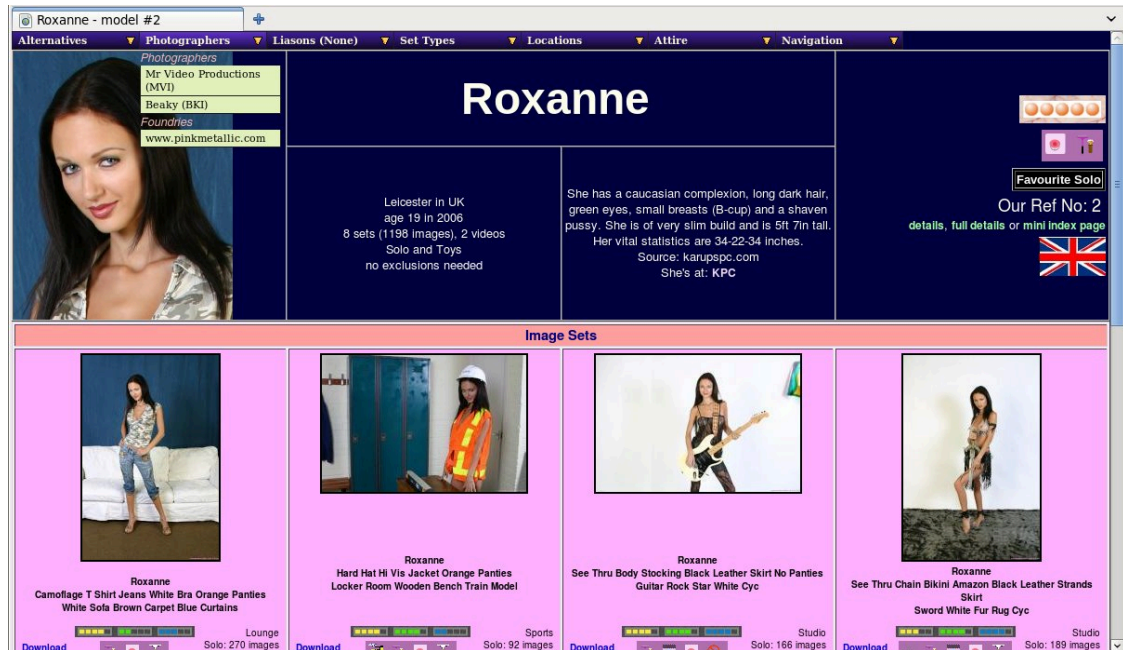 Roxanne - model #2
Alternatives Photographers Liasons (None) Set Types Locations Attire Navigation
Photographers
Mr Video Productions
(MVI)
Beaky (BKI)
Foundries
www.pinkmetallic.com
Roxanne
Leicester in UK
age 19 in 2006
8 sets (1198 images), 2 videos
Solo and Toys
no exclusions needed
She has a caucasian complexion, long dark hair,
green eyes, small breasts (B-cup) and a shaven
pussy. She is of very slim build and is 5ft 7in tall.
Her vital statistics are 34-22-34 inches.
Source: karupspc.com
She's at: KPC
Favourite Solo
Our Ref No: 2
details, full details or mini index page
Image Sets
Roxanne
Camoflage T Shirt Jeans White Bra Orange Panties
White Sofa Brown Carpet Blue Curtains
Lounge
Download
Solo: 270 images
Roxanne
Hard Hat Hi Vis Jacket Orange Panties
Locker Room Wooden Bench Train Model
Sports
Download
Solo: 92 images
Roxanne
See Thru Body Stocking Black Leather Skirt No Panties
Guitar Rock Star White Cyc
Studio
Download
Solo: 166 images
Roxanne
See Thru Chain Bikini Amazon Black Leather Strands
Skirt
Sword White Fur Rug Cyc
Studio
Download
Solo: 189 images